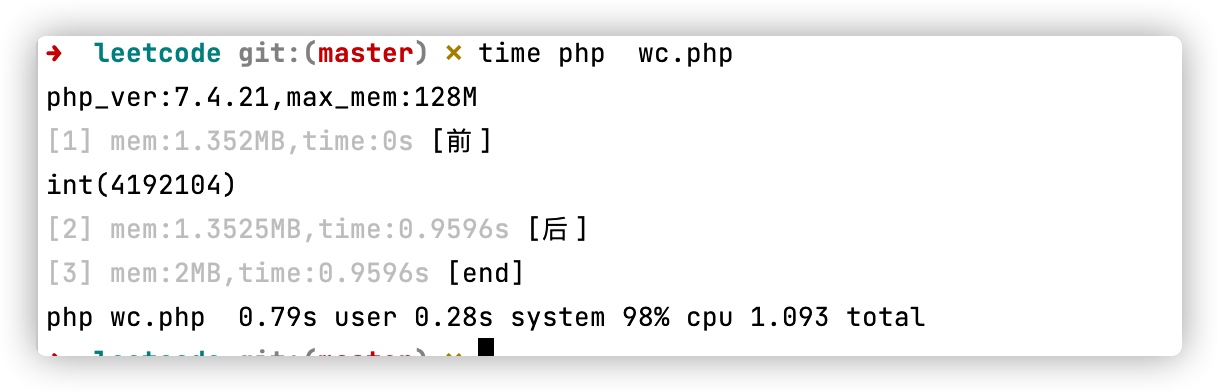 ➜  leetcode git:(master) ✗ time php  wc.php
php_ver:7.4.21,max_mem:128M
[1] mem:1.352MB,time:0s [前]
int(4192104)
[2] mem:1.3525MB,time:0.9596s [后]
[3] mem:2MB,time:0.9596s [end]
php wc.php  0.79s user 0.28s system 98% cpu 1.093 total
➜  leetcode git:(master) ✗